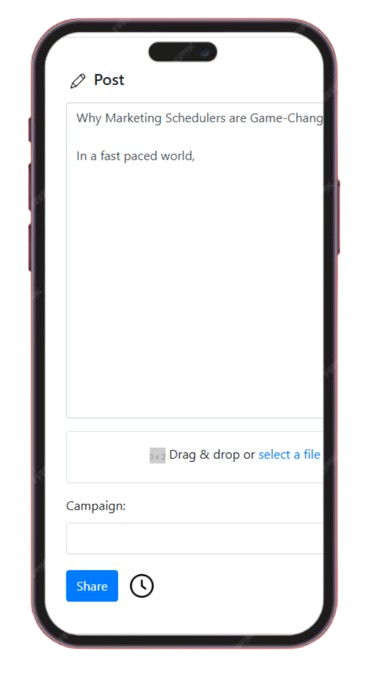 Post
Why Marketing Schedulers are Game-Chang
In a fast paced world,
Drag & drop or select a file
Campaign:
Share